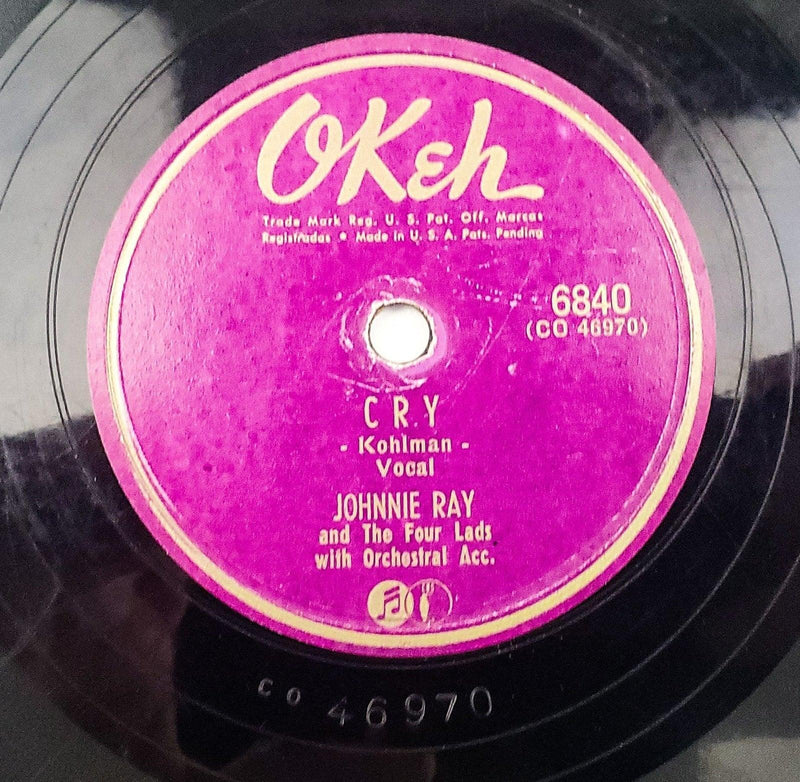 OKeh
Trade Mark Reg. U. S. Pat. Off. Marcas
Registradas • Made in U. S. A. Pats. Pending
6840
(CO 46970)
CRY
- Kohlman -
Vocal
JOHNNIE RAY
and The Four Lads
with Orchestral Acc.
CO 46970